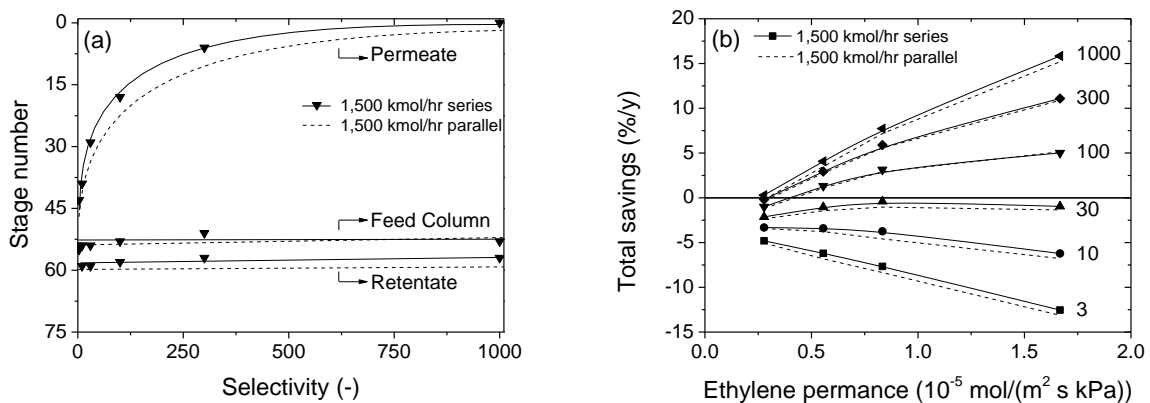 (a)
Stage number
0
15
30
45
60
75
Permeate
1,500 kmol/hr series
1,500 kmol/hr parallel
Feed Column
Retentate
0
250
500
750
1000
Selectivity (-)
(b)
Total savings (%/y)
20
15
10
5
0
-5
-10
-15
1,500 kmol/hr series
1,500 kmol/hr parallel
1000
300
100
30
10
3
0.0
0.5
1.0
1.5
2.0
Ethylene permance (10⁻⁵ mol/(m² s kPa))